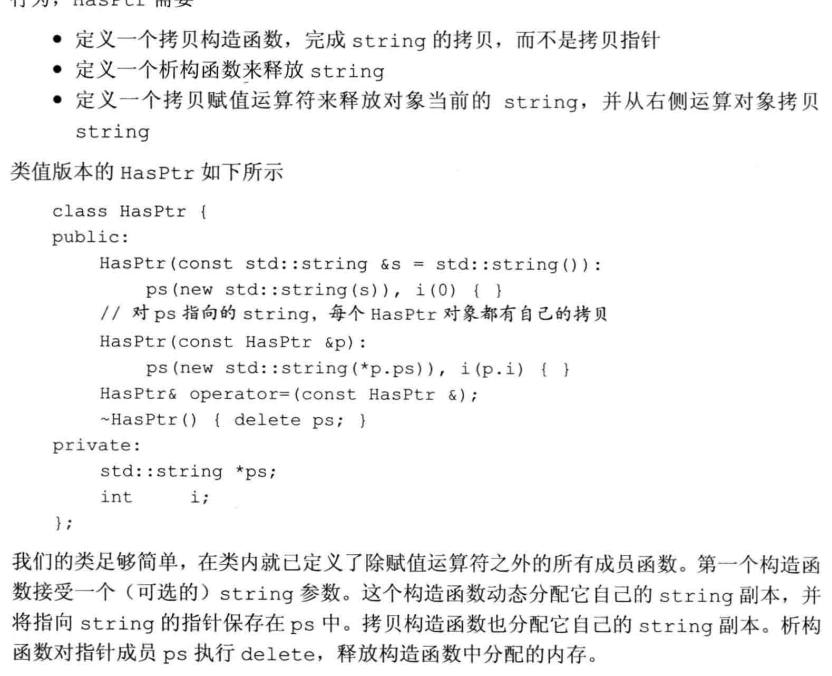 行为，HasPtr 需要
● 定义一个拷贝构造函数，完成 string 的拷贝，而不是拷贝指针
● 定义一个析构函数来释放 string
● 定义一个拷贝赋值运算符来释放对象当前的 string，并从右侧运算对象拷贝
string
类值版本的 HasPtr 如下所示
class HasPtr {
public:
HasPtr(const std::string &s = std::string()):
ps(new std::string(s)), i(0) { }
// 对 ps 指向的 string，每个 HasPtr 对象都有自己的拷贝
HasPtr(const HasPtr &p):
ps(new std::string(*p.ps)), i(p.i) { }
HasPtr& operator=(const HasPtr &);
~HasPtr() { delete ps; }
private:
std::string *ps;
int i;
};
我们的类足够简单，在类内就已定义了除赋值运算符之外的所有成员函数。第一个构造函
数接受一个（可选的）string 参数。这个构造函数动态分配它自己的 string 副本，并
将指向 string 的指针保存在 ps 中。拷贝构造函数也分配它自己的 string 副本。析构
函数对指针成员 ps 执行 delete，释放构造函数中分配的内存。